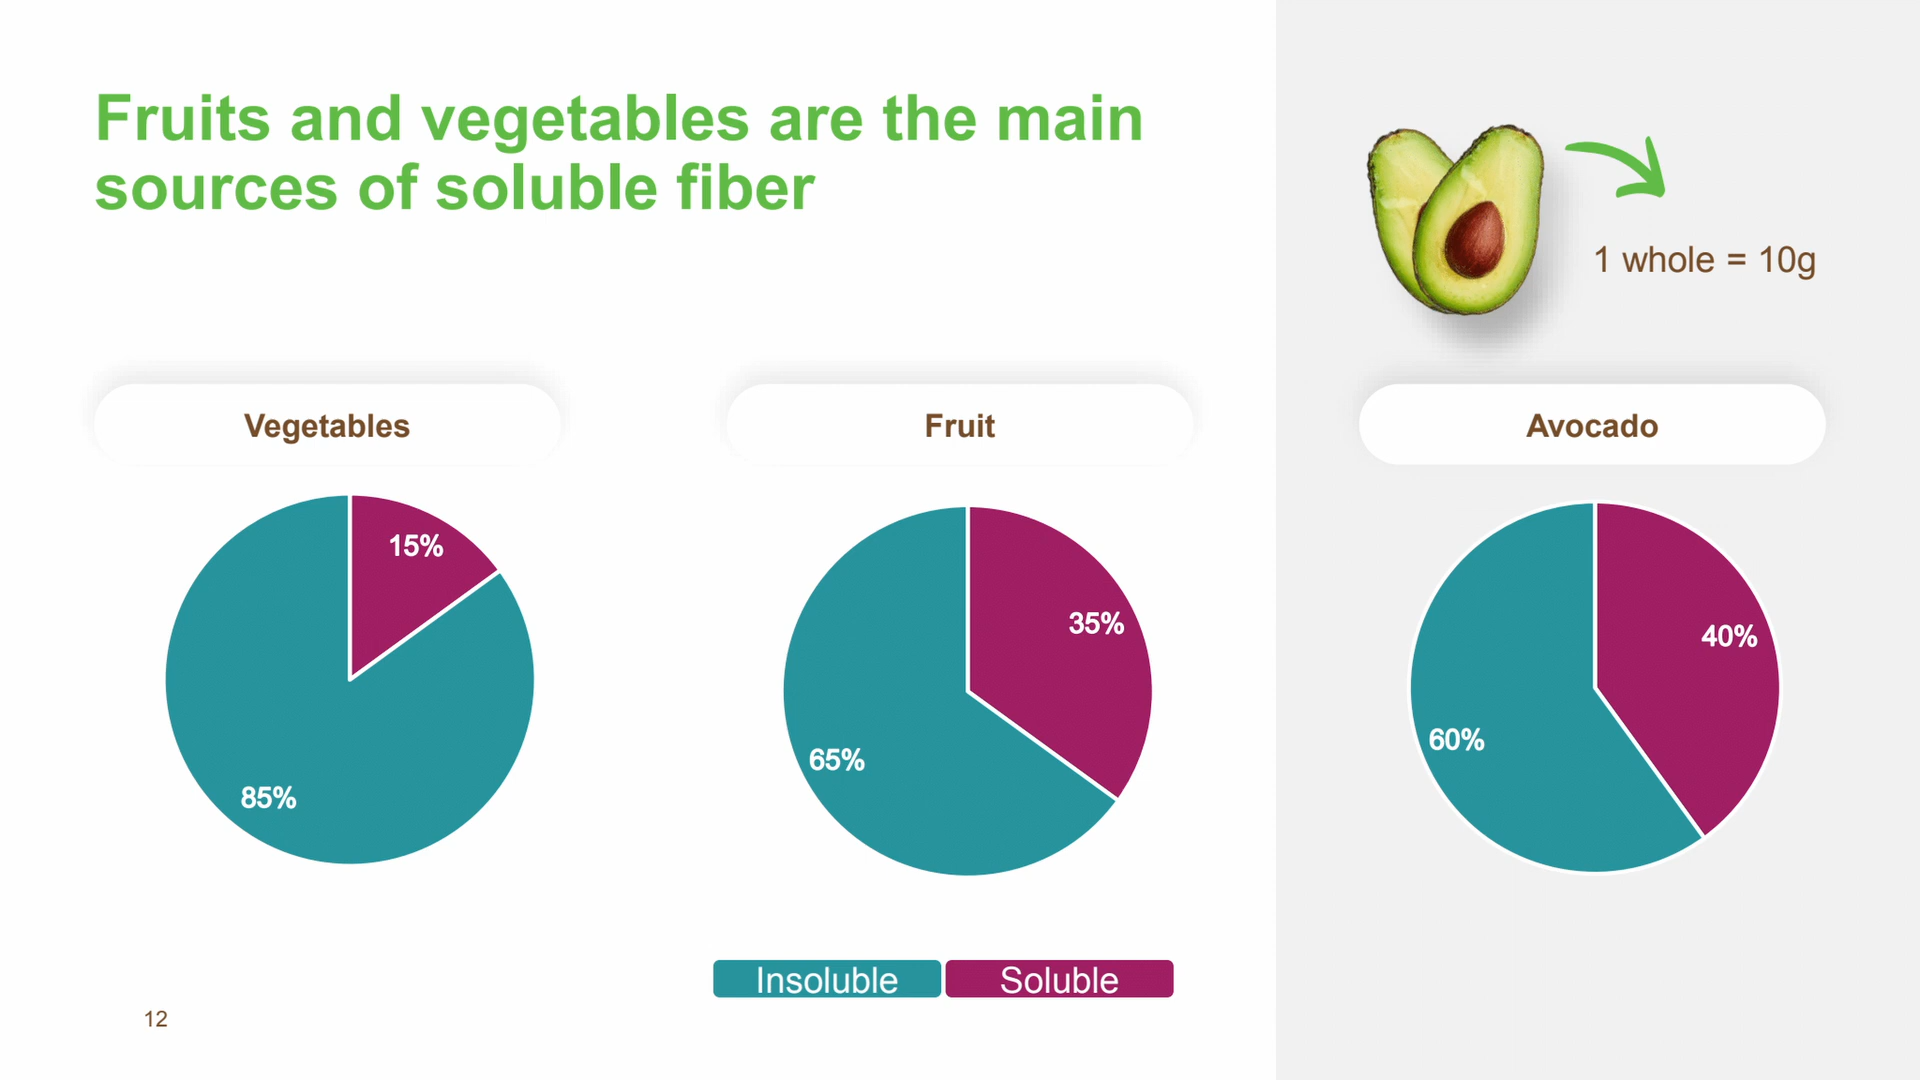 Fruits and vegetables are the main
sources of soluble fiber
1 whole = 10g
Vegetables
Fruit
Avocado
15%
85%
35%
65%
40%
60%
Insoluble
Soluble
12